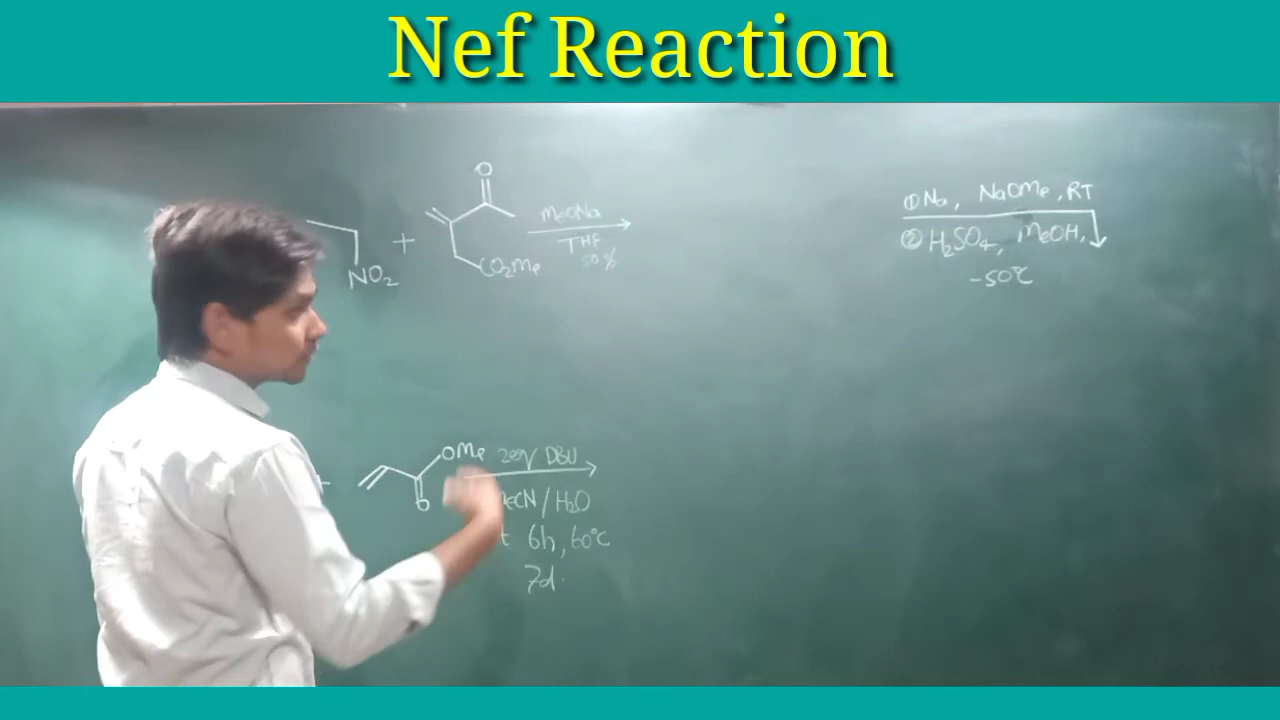 Nef Reaction
O
NO2
+
CO2Me
MeONa
THF
50%
① Na, NaOMe, RT
② H2SO4, MeOH,
-50℃
+
OMe
O
2eqv DBU
MeCN/H2O
6h, 60℃
7d.